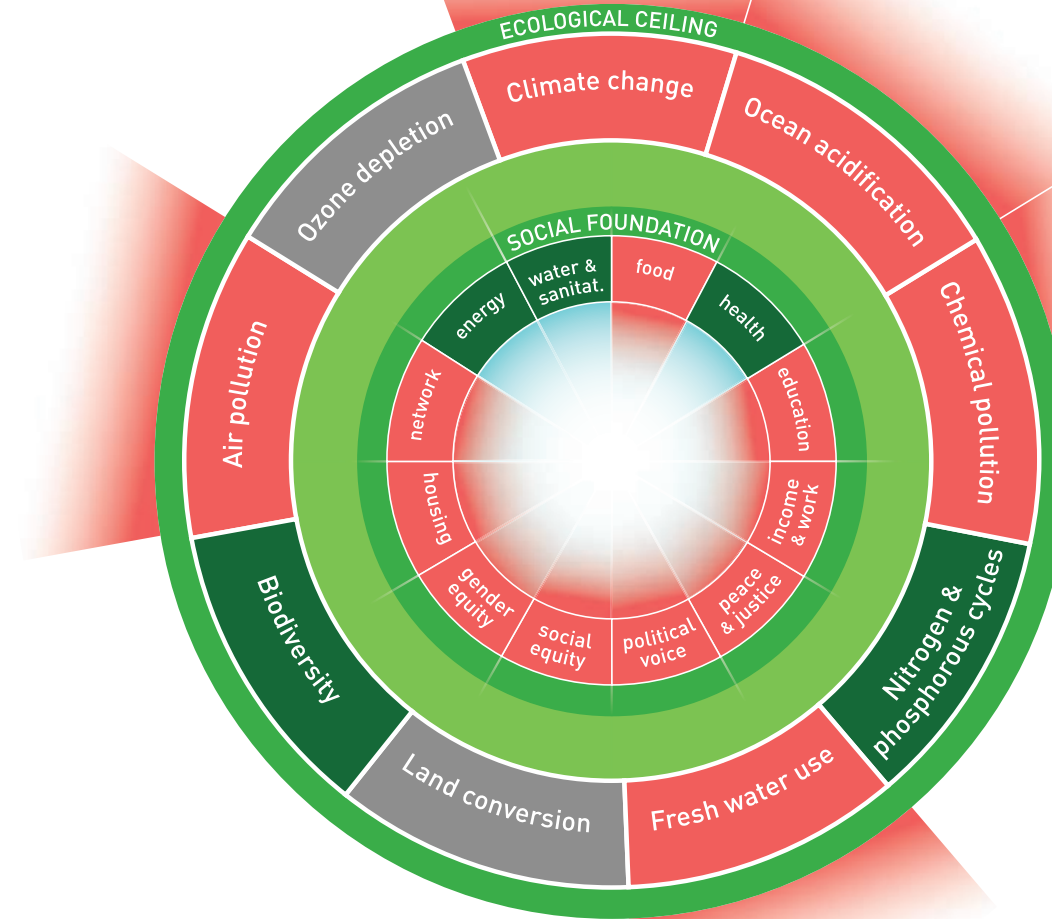 ECOLOGICAL CEILING
Climate change
Ocean acidification
Chemical pollution
Nitrogen &
phosphorous cycles
Fresh water use
Land conversion
Biodiversity
Air pollution
Ozone depletion
SOCIAL FOUNDATION
food
health
education
income
& work
peace
& justice
political
voice
social
equity
gender
equity
housing
network
energy
water &
sanitat.